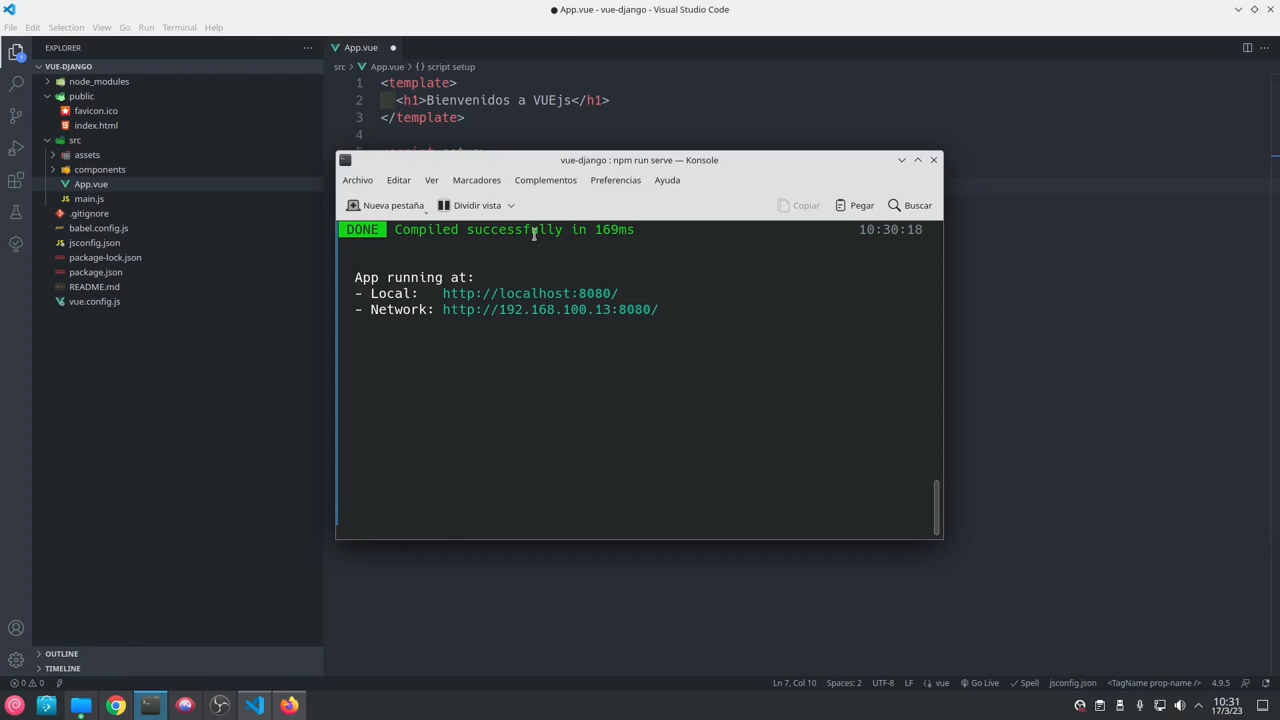 App.vue - vue-django - Visual Studio Code
File Edit Selection View Go Run Terminal Help
EXPLORER
VUE-DJANGO
node_modules
public
favicon.ico
index.html
src
assets
components
App.vue
main.js
.gitignore
babel.config.js
jsconfig.json
package-lock.json
package.json
README.md
vue.config.js
OUTLINE
TIMELINE
App.vue
src > App.vue > {} script setup
1 <template>
2 <h1>Bienvenidos a VUEjs</h1>
3 </template>
4
vue-django : npm run serve — Konsole
Archivo Editar Ver Marcadores Complementos Preferencias Ayuda
Nueva pestaña Dividir vista Copiar Pegar Buscar
DONE Compiled successfully in 169ms 10:30:18
App running at:
- Local: http://localhost:8080/
- Network: http://192.168.100.13:8080/
0 0 Ln 7, Col 10 Spaces: 2 UTF-8 LF vue Go Live Spell jsconfig.json <TagName prop-name /> 4.9.5
1
10:31
17/3/23